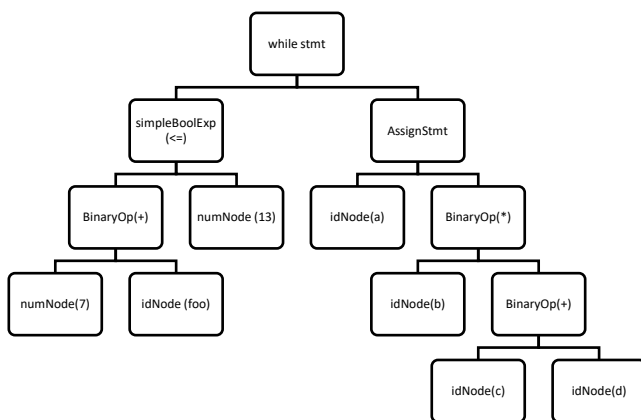 while stmt
simpleBoolExp
(<=)
AssignStmt
BinaryOp(+)
numNode (13)
idNode(a)
BinaryOp(*)
numNode(7)
idNode (foo)
idNode(b)
BinaryOp(+)
idNode(c)
idNode(d)